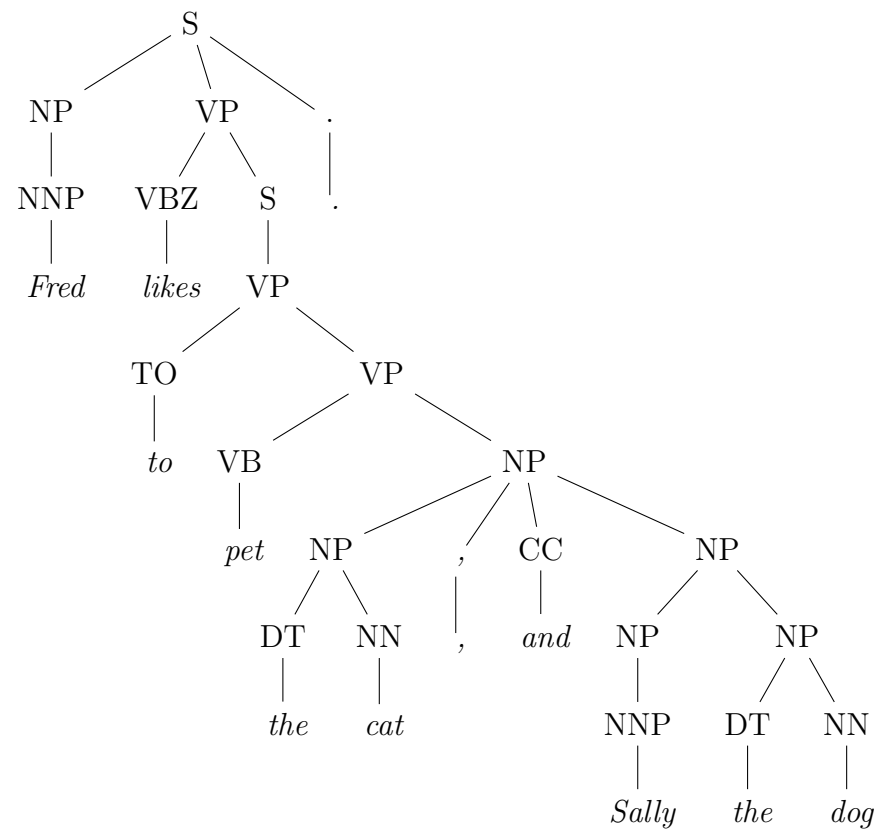 S
NP VP .
NNP VBZ S .
Fred likes VP
TO VP
to VB NP
pet NP , CC NP
DT NN , and NP NP
the cat NNP DT NN
Sally the dog